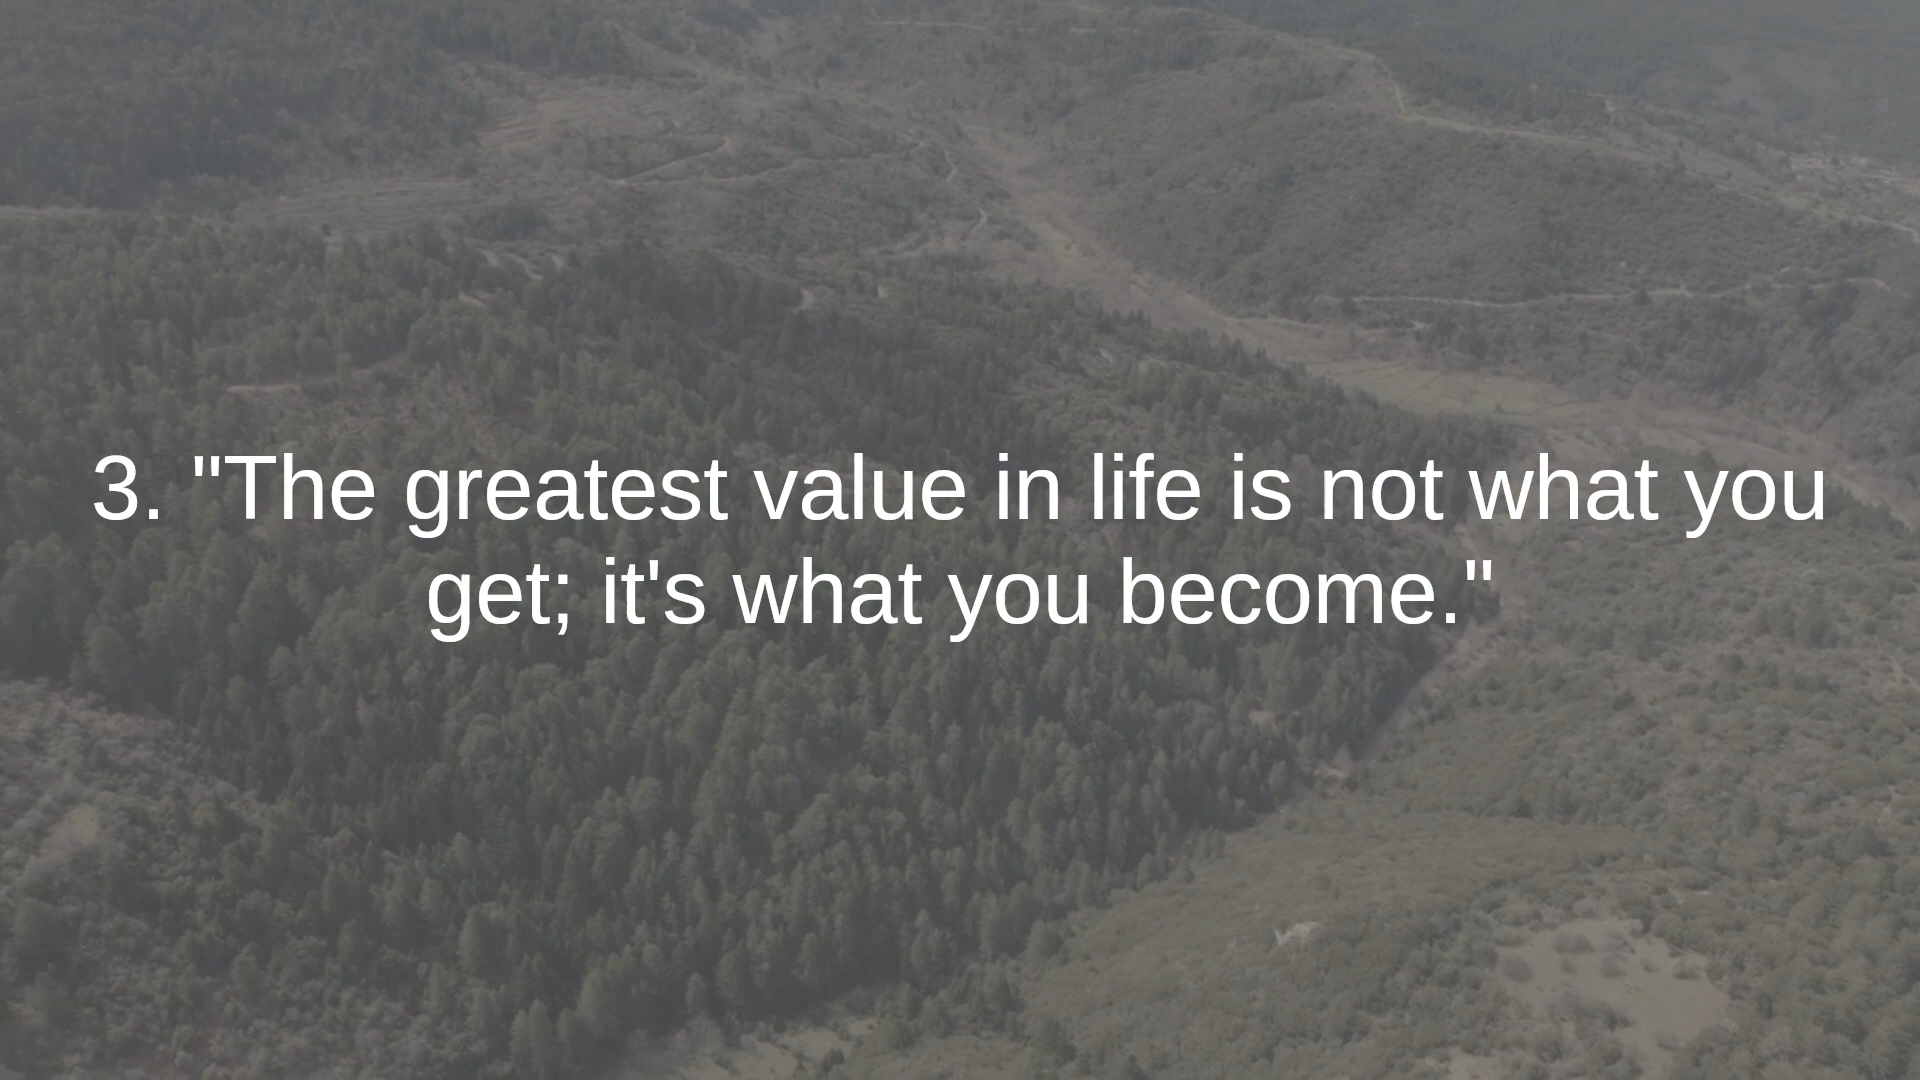 3. "The greatest value in life is not what you
get; it's what you become."